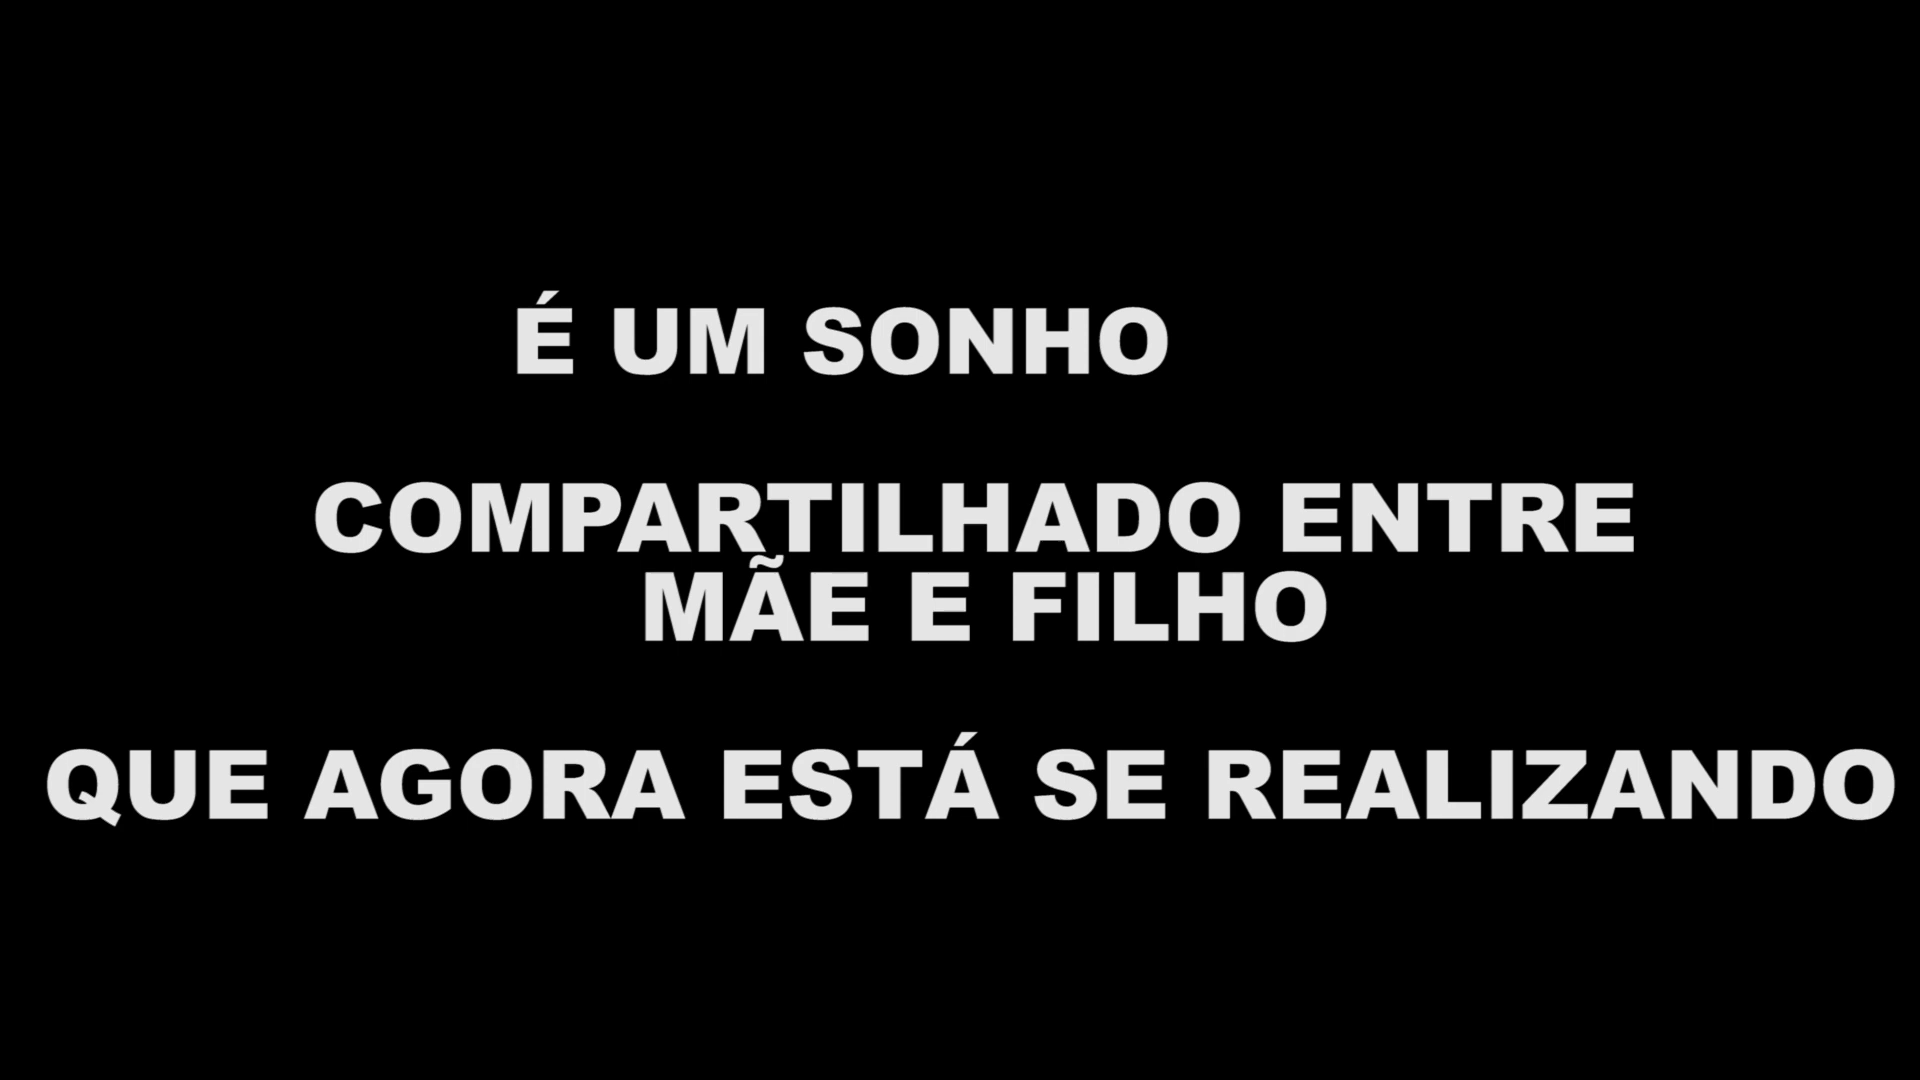 É UM SONHO
COMPARTILHADO ENTRE
MÃE E FILHO
QUE AGORA ESTÁ SE REALIZANDO